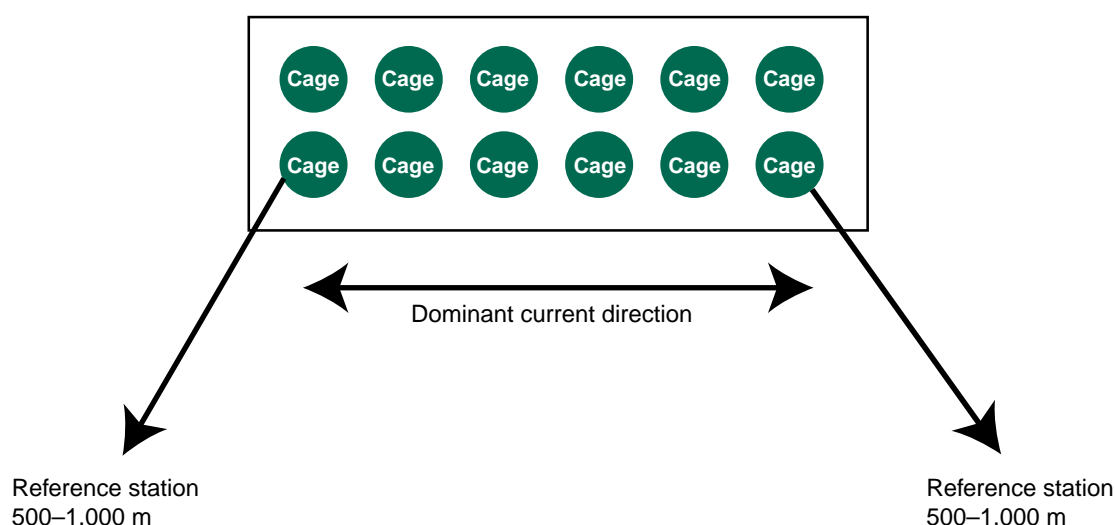 Cage Cage Cage Cage Cage Cage
Cage Cage Cage Cage Cage Cage
Dominant current direction
Reference station
500–1,000 m
Reference station
500–1,000 m